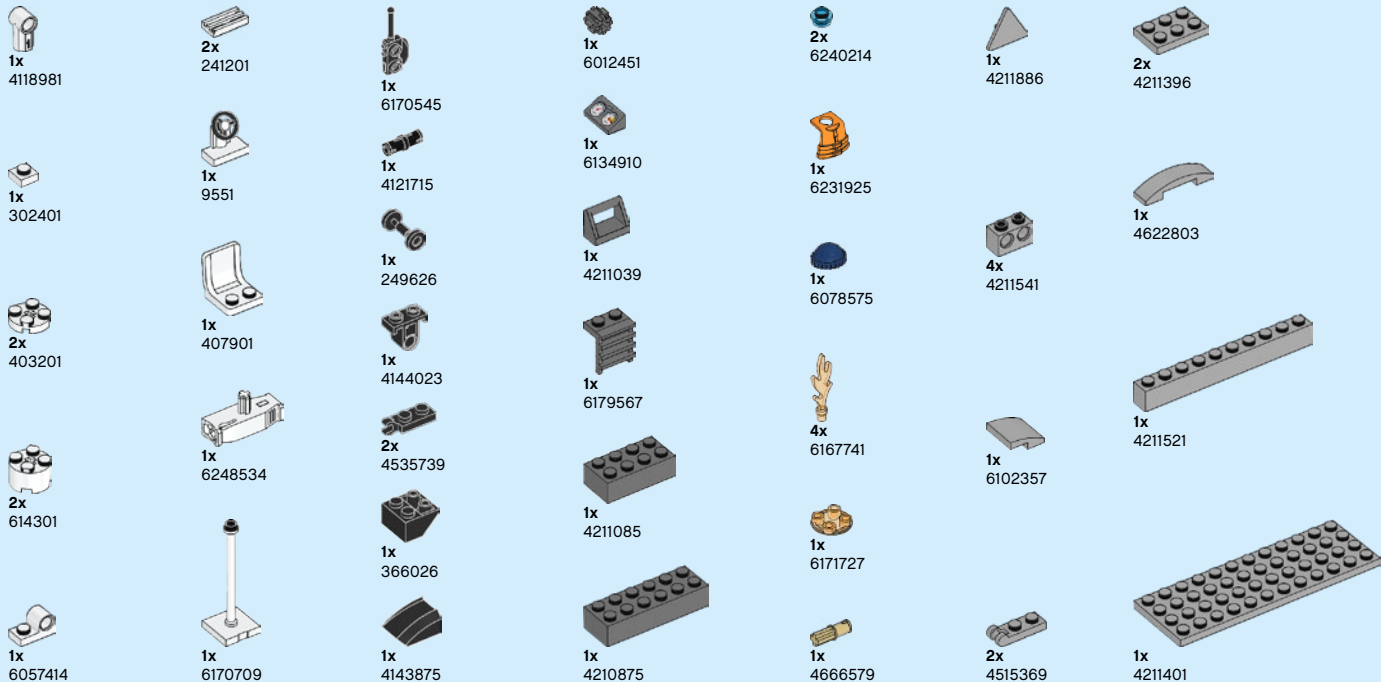 1x
4118981
1x
302401
2x
403201
2x
614301
1x
6057414
2x
241201
1x
9551
1x
407901
1x
6248534
1x
6170709
1x
6170545
1x
4121715
1x
249626
1x
4144023
2x
4535739
1x
366026
1x
4143875
1x
6012451
1x
6134910
1x
4211039
1x
6179567
1x
4211085
1x
4210875
2x
6240214
1x
6231925
1x
6078575
4x
6167741
1x
6171727
1x
4666579
1x
4211886
4x
4211541
1x
6102357
2x
4515369
2x
4211396
1x
4622803
1x
4211521
1x
4211401